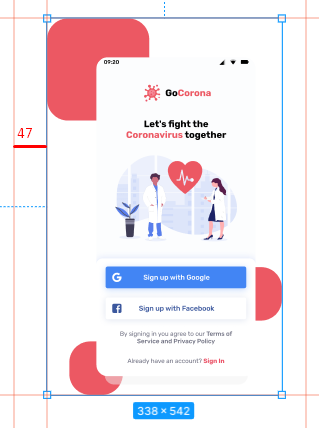 09:20
GoCorona
Let's fight the
Coronavirus together
47
Sign up with Google
Sign up with Facebook
By signing in you agree to our Terms of
Service and Privacy Policy
Already have an account? Sign In
338 × 542